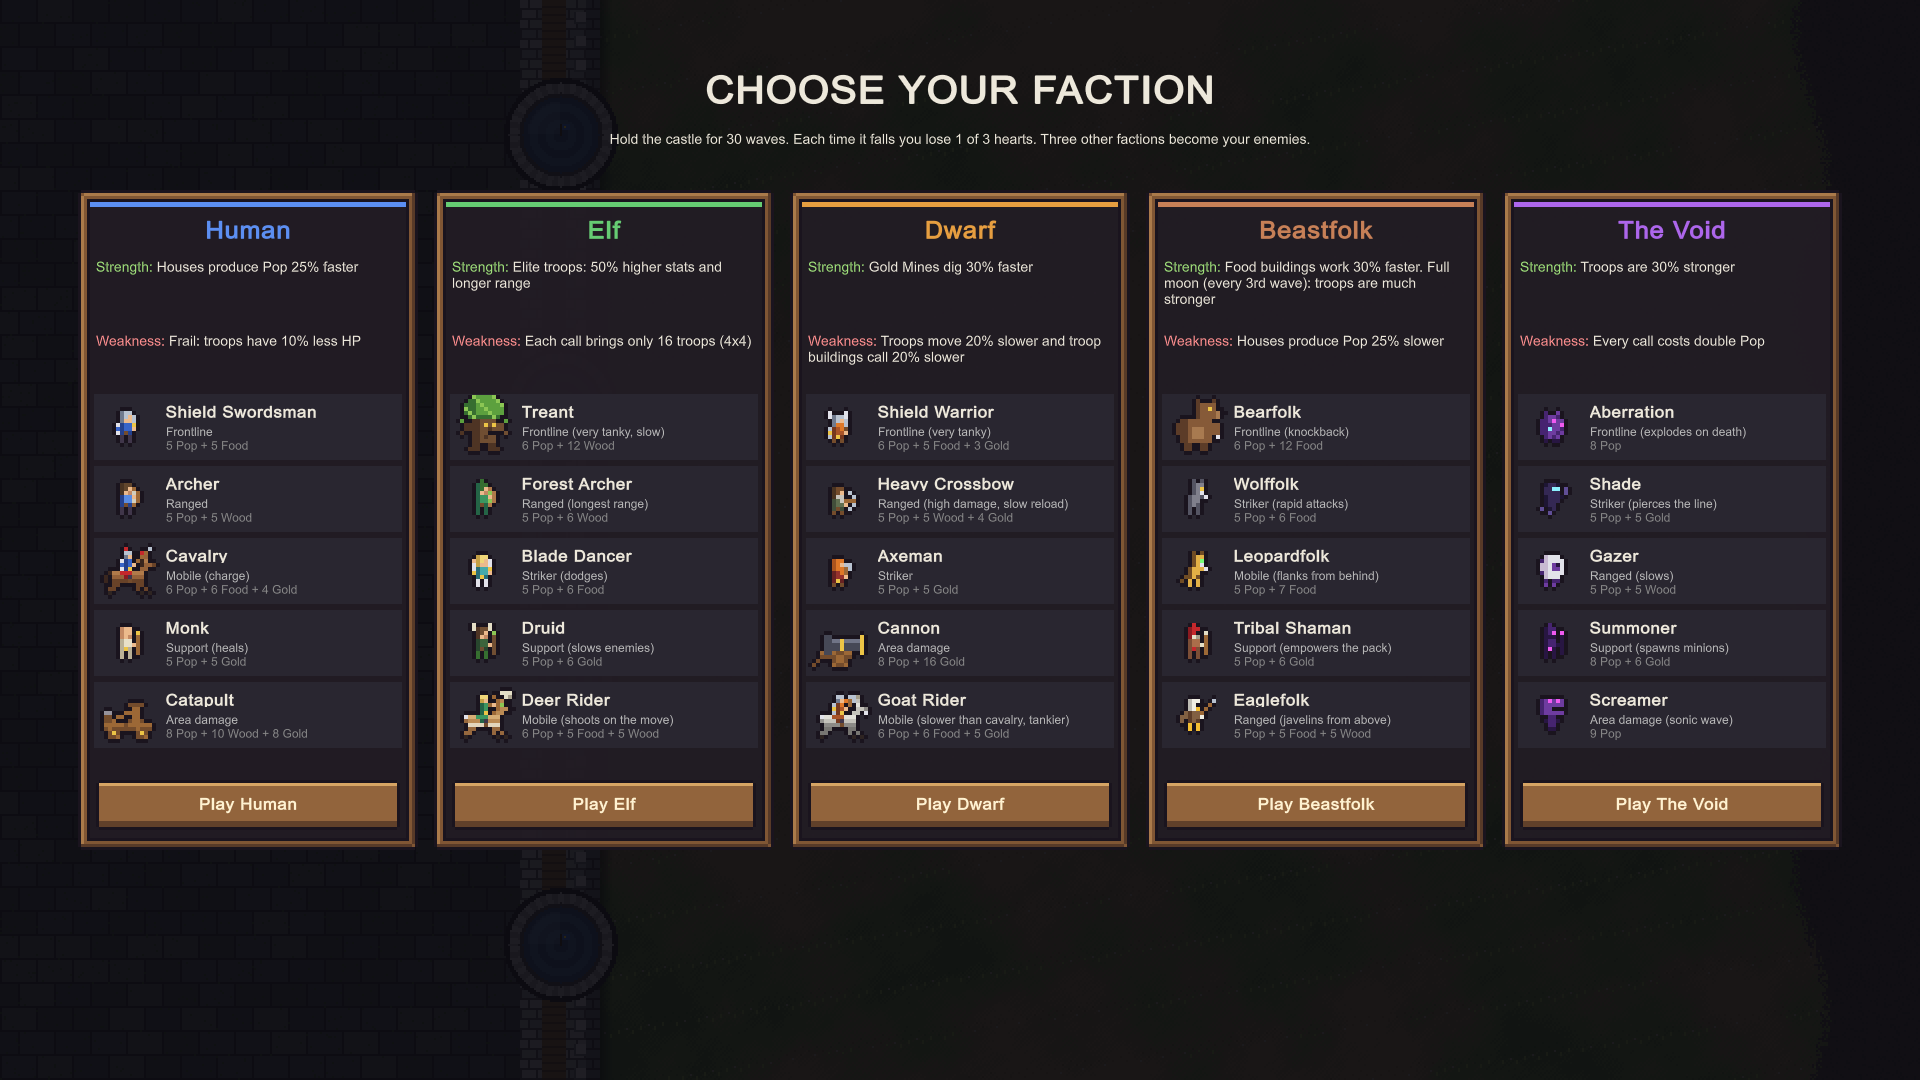 CHOOSE YOUR FACTION
Hold the castle for 30 waves. Each time it falls you lose 1 of 3 hearts. Three other factions become your enemies.
Human
Strength: Houses produce Pop 25% faster
Weakness: Frail: troops have 10% less HP
Shield Swordsman
Frontline
5 Pop + 5 Food
Archer
Ranged
5 Pop + 5 Wood
Cavalry
Mobile (charge)
6 Pop + 6 Food + 4 Gold
Monk
Support (heals)
5 Pop + 5 Gold
Catapult
Area damage
8 Pop + 10 Wood + 8 Gold
Play Human
Elf
Strength: Elite troops: 50% higher stats and
longer range
Weakness: Each call brings only 16 troops (4x4)
Treant
Frontline (very tanky, slow)
6 Pop + 12 Wood
Forest Archer
Ranged (longest range)
5 Pop + 6 Wood
Blade Dancer
Striker (dodges)
5 Pop + 6 Food
Druid
Support (slows enemies)
5 Pop + 6 Gold
Deer Rider
Mobile (shoots on the move)
6 Pop + 5 Food + 5 Wood
Play Elf
Dwarf
Strength: Gold Mines dig 30% faster
Weakness: Troops move 20% slower and troop
buildings call 20% slower
Shield Warrior
Frontline (very tanky)
6 Pop + 5 Food + 3 Gold
Heavy Crossbow
Ranged (high damage, slow reload)
5 Pop + 5 Wood + 4 Gold
Axeman
Striker
5 Pop + 5 Gold
Cannon
Area damage
8 Pop + 16 Gold
Goat Rider
Mobile (slower than cavalry, tankier)
6 Pop + 6 Food + 5 Gold
Play Dwarf
Beastfolk
Strength: Food buildings work 30% faster. Full
moon (every 3rd wave): troops are much
stronger
Weakness: Houses produce Pop 25% slower
Bearfolk
Frontline (knockback)
6 Pop + 12 Food
Wolffolk
Striker (rapid attacks)
5 Pop + 6 Food
Leopardfolk
Mobile (flanks from behind)
5 Pop + 7 Food
Tribal Shaman
Support (empowers the pack)
5 Pop + 6 Gold
Eaglefolk
Ranged (javelins from above)
5 Pop + 5 Food + 5 Wood
Play Beastfolk
The Void
Strength: Troops are 30% stronger
Weakness: Every call costs double Pop
Aberration
Frontline (explodes on death)
8 Pop
Shade
Striker (pierces the line)
5 Pop + 5 Gold
Gazer
Ranged (slows)
5 Pop + 5 Wood
Summoner
Support (spawns minions)
8 Pop + 6 Gold
Screamer
Area damage (sonic wave)
9 Pop
Play The Void